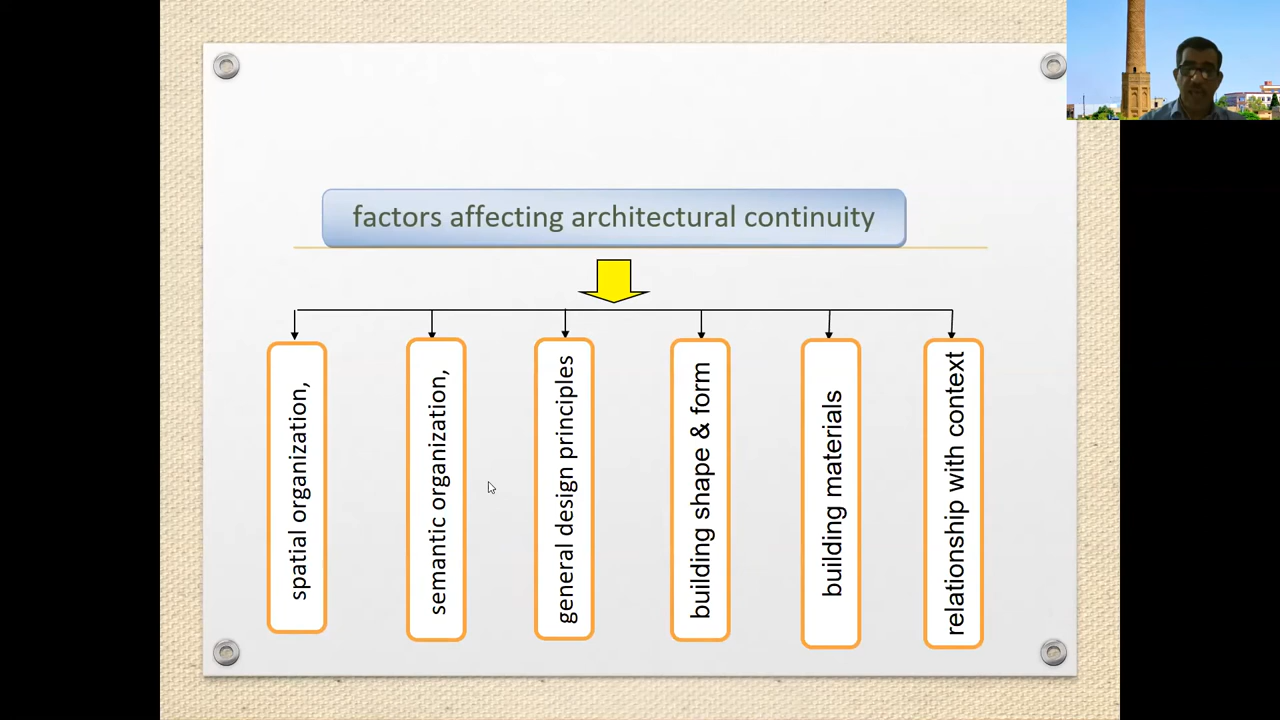 factors affecting architectural continuity
spatial organization,
semantic organization,
general design principles
building shape & form
building materials
relationship with context